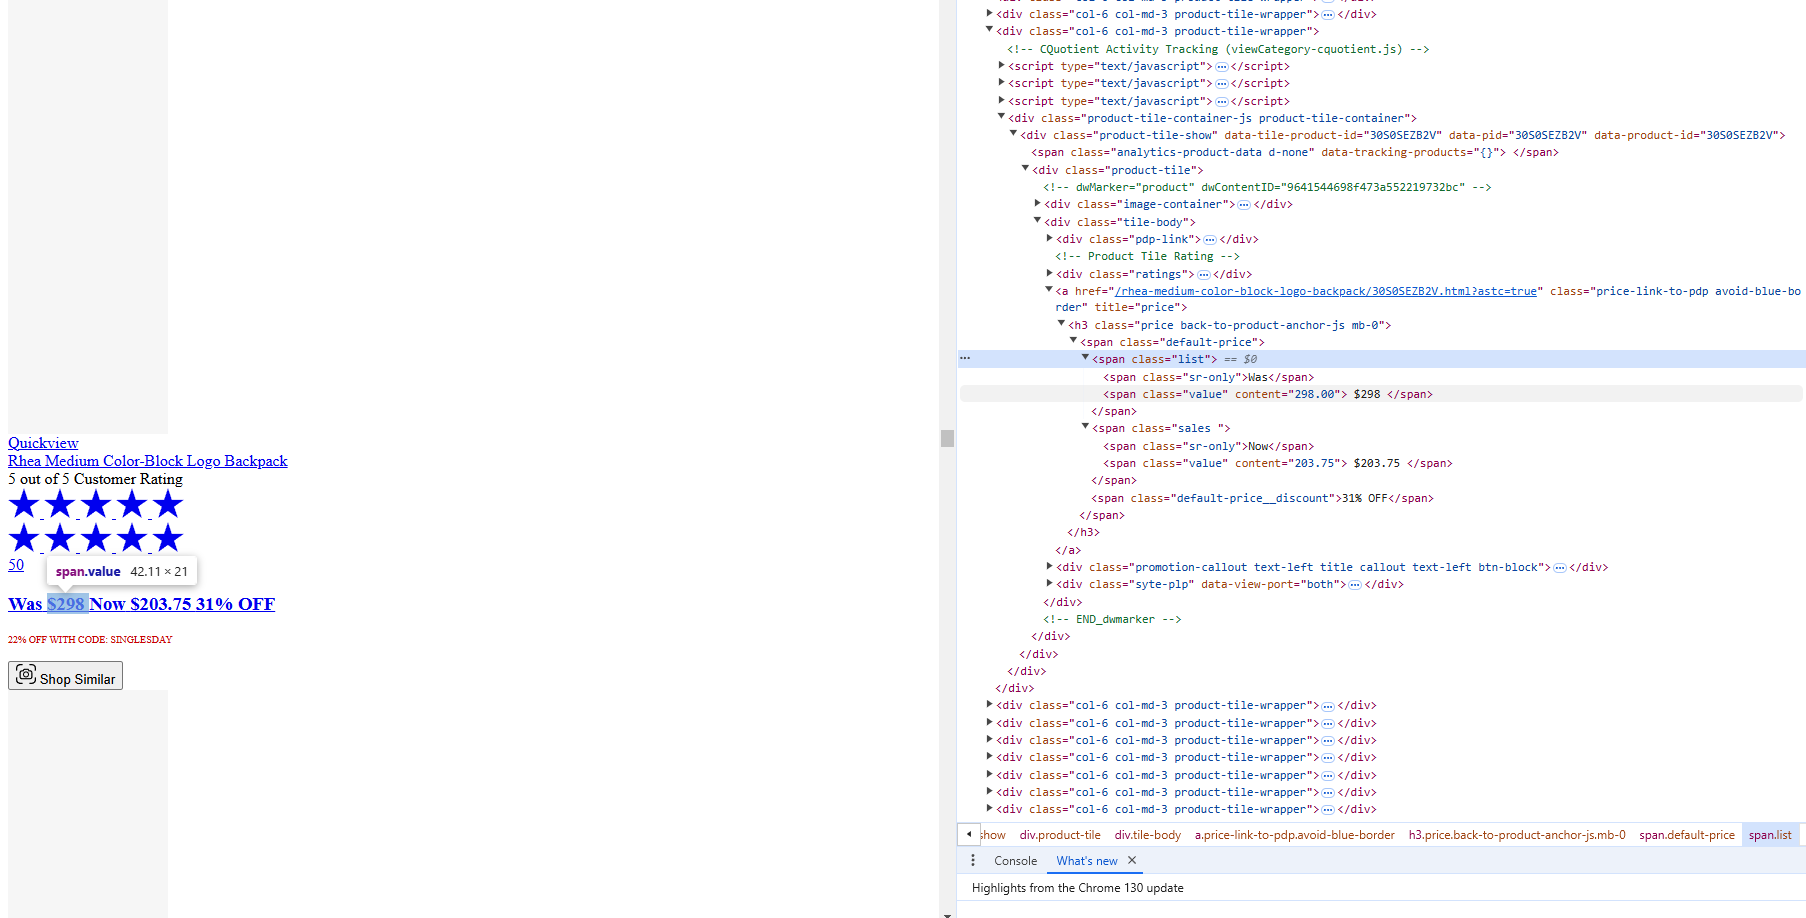 Quickview
Rhea Medium Color-Block Logo Backpack
5 out of 5 Customer Rating
50
span.value 42.11 × 21
Was $298 Now $203.75 31% OFF
22% OFF WITH CODE: SINGLESDAY
Shop Similar
<div class="col-6 col-md-3 product-tile-wrapper"> ⋯ </div>
<div class="col-6 col-md-3 product-tile-wrapper">
<!-- CQuotient Activity Tracking (viewCategory-cquotient.js) -->
<script type="text/javascript"> ⋯ </script>
<script type="text/javascript"> ⋯ </script>
<script type="text/javascript"> ⋯ </script>
<div class="product-tile-container-js product-tile-container">
<div class="product-tile-show" data-tile-product-id="30S0SEZB2V" data-pid="30S0SEZB2V" data-product-id="30S0SEZB2V">
<span class="analytics-product-data d-none" data-tracking-products="{}"> </span>
<div class="product-tile">
<!-- dwMarker="product" dwContentID="9641544698f473a552219732bc" -->
<div class="image-container"> ⋯ </div>
<div class="tile-body">
<div class="pdp-link"> ⋯ </div>
<!-- Product Tile Rating -->
<div class="ratings"> ⋯ </div>
<a href="/rhea-medium-color-block-logo-backpack/30S0SEZB2V.html?astc=true" class="price-link-to-pdp avoid-blue-bo
rder" title="price">
<h3 class="price back-to-product-anchor-js mb-0">
<span class="default-price">
<span class="list"> == $0
<span class="sr-only">Was</span>
<span class="value" content="298.00"> $298 </span>
</span>
<span class="sales ">
<span class="sr-only">Now</span>
<span class="value" content="203.75"> $203.75 </span>
</span>
<span class="default-price__discount">31% OFF</span>
</span>
</h3>
</a>
<div class="promotion-callout text-left title callout text-left btn-block"> ⋯ </div>
<div class="syte-plp" data-view-port="both"> ⋯ </div>
</div>
<!-- END_dwmarker -->
</div>
</div>
</div>
</div>
<div class="col-6 col-md-3 product-tile-wrapper"> ⋯ </div>
<div class="col-6 col-md-3 product-tile-wrapper"> ⋯ </div>
<div class="col-6 col-md-3 product-tile-wrapper"> ⋯ </div>
<div class="col-6 col-md-3 product-tile-wrapper"> ⋯ </div>
<div class="col-6 col-md-3 product-tile-wrapper"> ⋯ </div>
<div class="col-6 col-md-3 product-tile-wrapper"> ⋯ </div>
<div class="col-6 col-md-3 product-tile-wrapper"> ⋯ </div>
show div.product-tile div.tile-body a.price-link-to-pdp.avoid-blue-border h3.price.back-to-product-anchor-js.mb-0 span.default-price span.list
Console What's new
Highlights from the Chrome 130 update